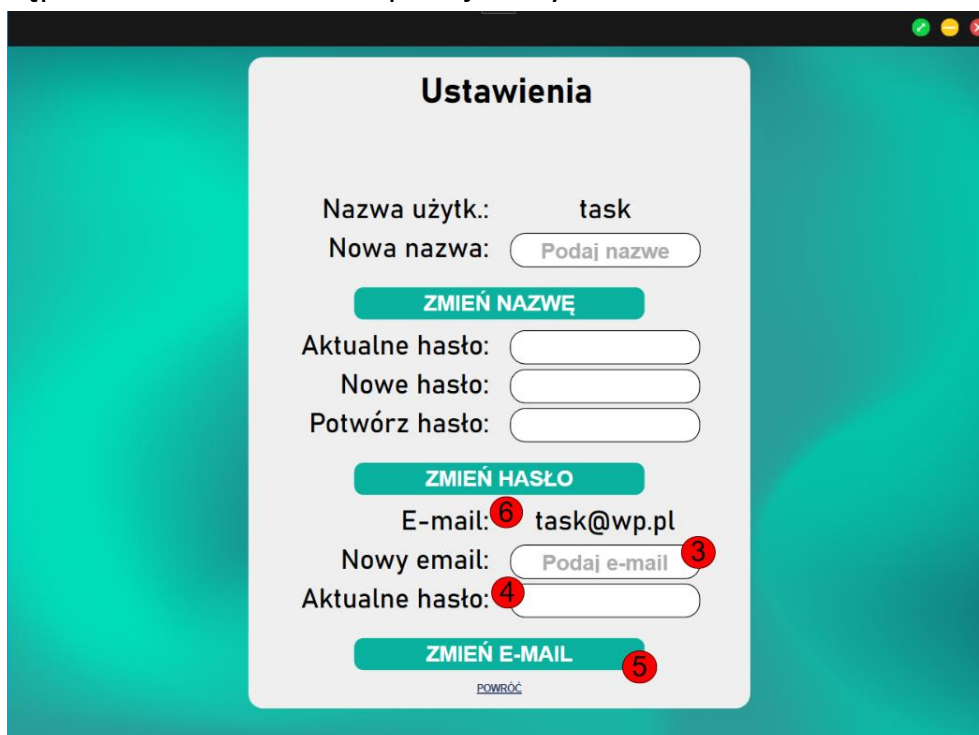 Ustawienia
Nazwa użytk.: task
Nowa nazwa: Podaj nazwe
ZMIEŃ NAZWĘ
Aktualne hasło:
Nowe hasło:
Potwórz hasło:
ZMIEŃ HASŁO
E-mail: 6 task@wp.pl
Nowy email: Podaj e-mail 3
Aktualne hasło: 4
ZMIEŃ E-MAIL 5
POWRÓĆ